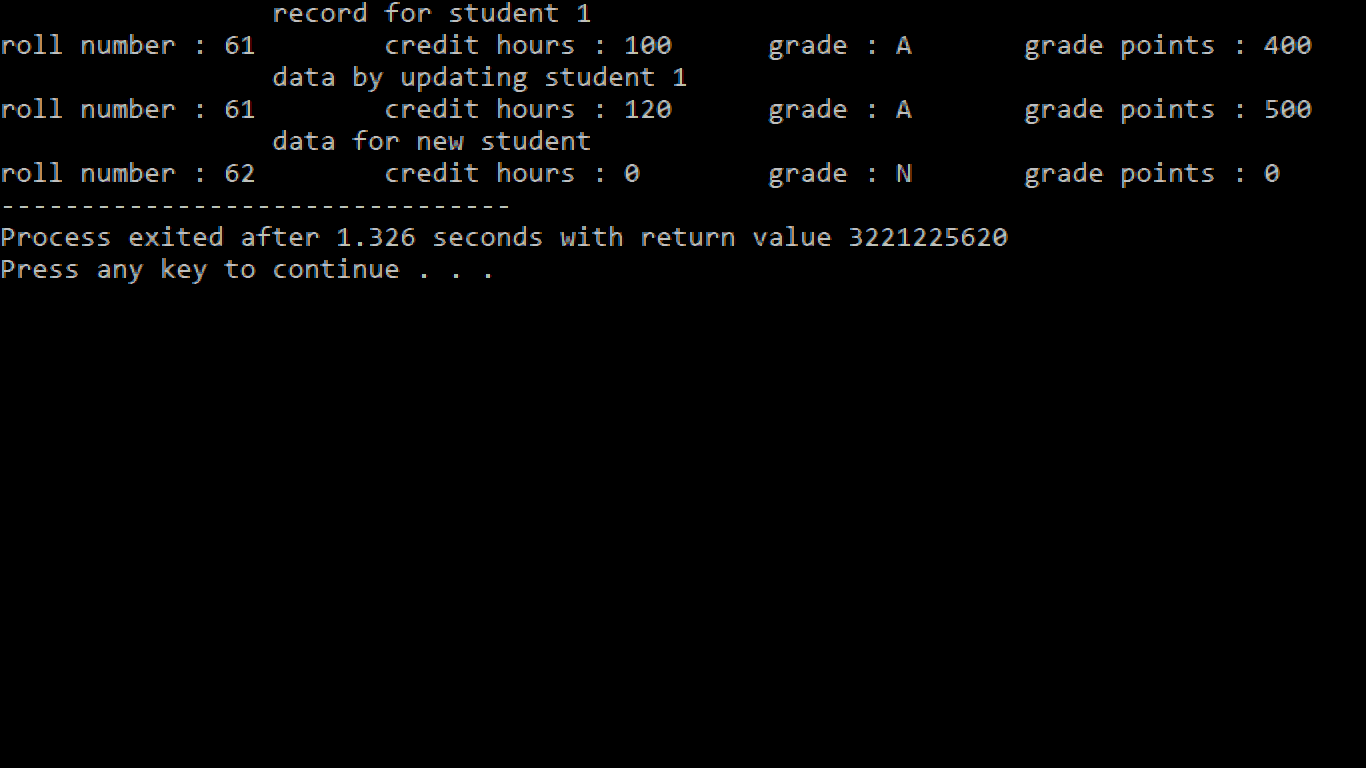 record for student 1
roll number : 61 credit hours : 100 grade : A grade points : 400
data by updating student 1
roll number : 61 credit hours : 120 grade : A grade points : 500
data for new student
roll number : 62 credit hours : 0 grade : N grade points : 0
--------------------------------
Process exited after 1.326 seconds with return value 3221225620
Press any key to continue . . .